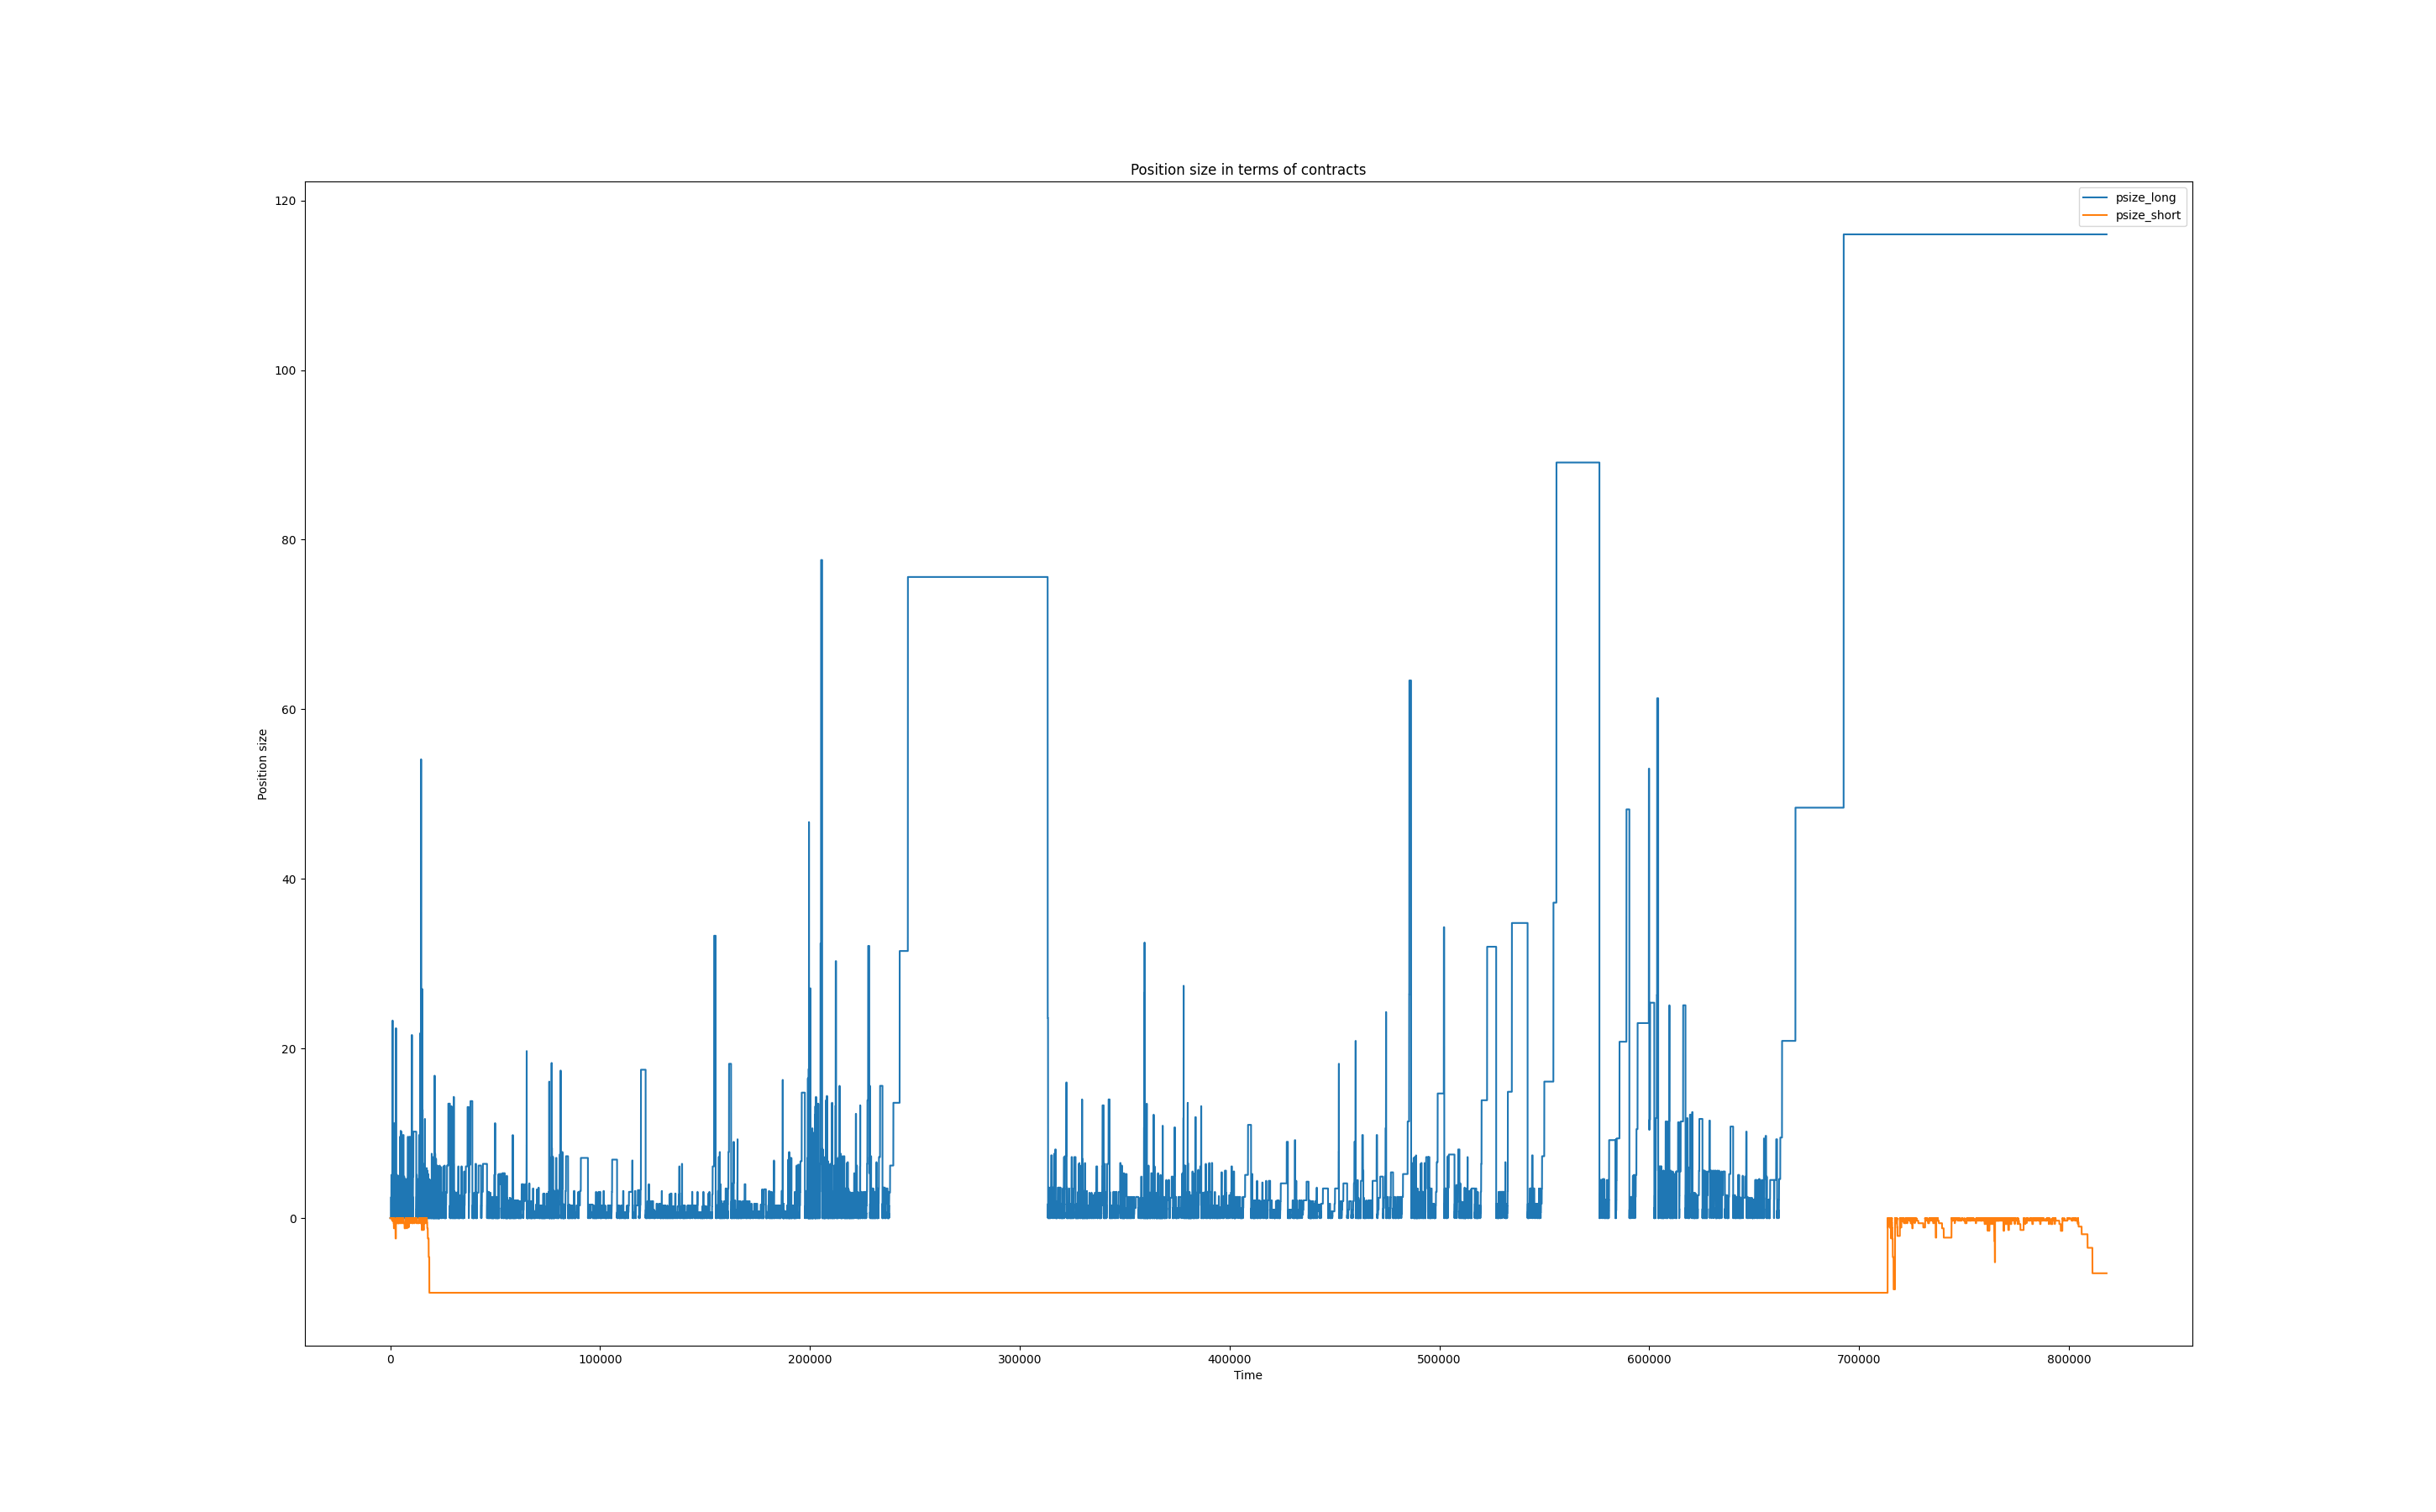 Position size in terms of contracts
psize_long
psize_short
120
100
80
60
40
20
0
Position size
0 100000 200000 300000 400000 500000 600000 700000 800000
Time